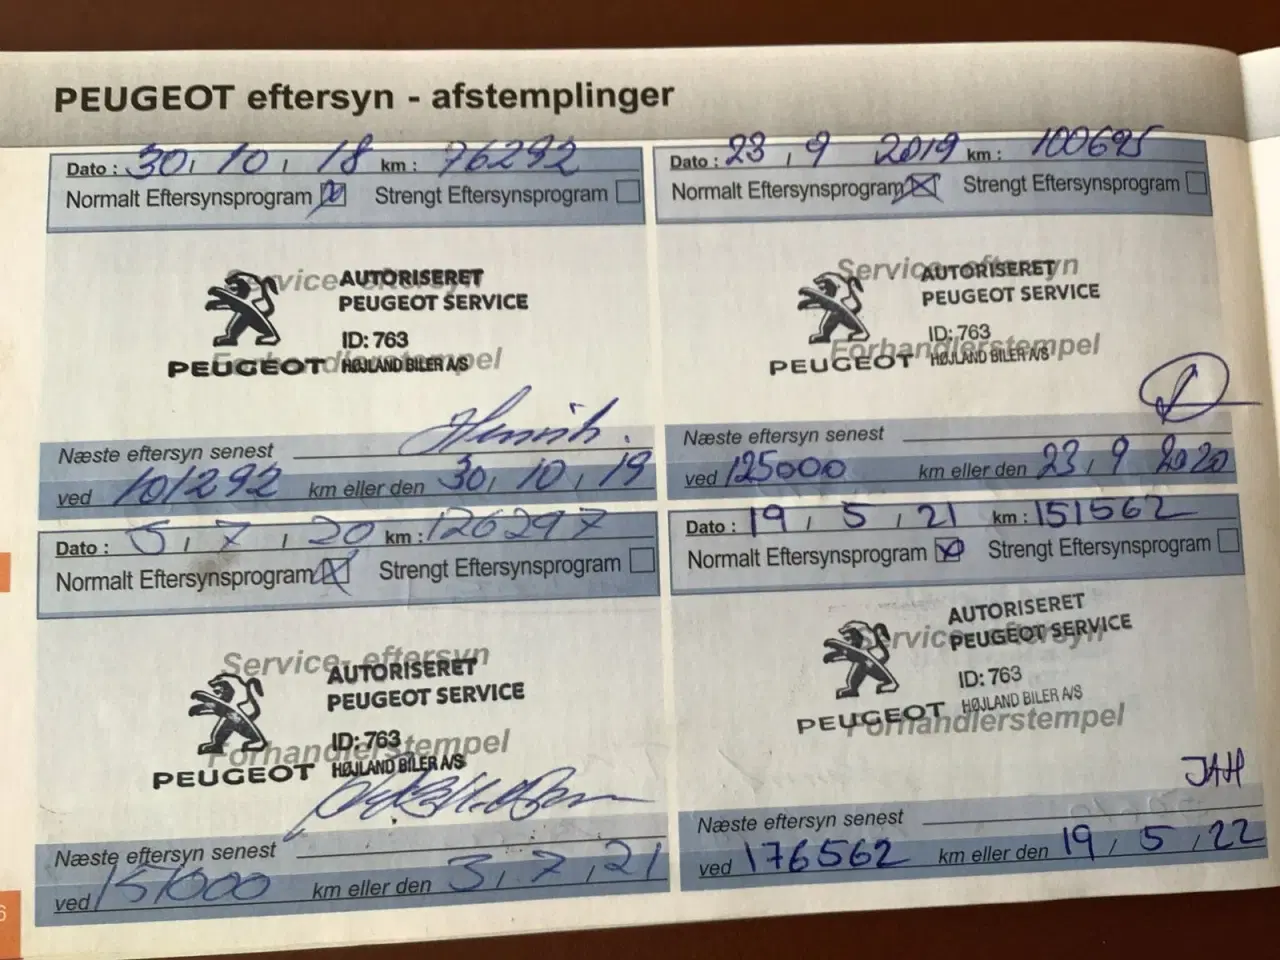 PEUGEOT eftersyn - afstemplinger
Dato : 30, 10, 18 km : 76292
Normalt Eftersynsprogram Strengt Eftersynsprogram
Service- eftersyn
AUTORISERET
PEUGEOT SERVICE
ID: 763
Forhandlerstempel
PEUGEOT HØJLAND BILER A/S
Henrik.
Næste eftersyn senest
ved 101292 km eller den 30, 10, 19
Dato : 23, 9 2019 km : 100695
Normalt Eftersynsprogram Strengt Eftersynsprogram
Service- eftersyn
AUTORISERET
PEUGEOT SERVICE
ID: 763
Forhandlerstempel
PEUGEOT HØJLAND BILER A/S
Næste eftersyn senest
ved 125000 km eller den 23, 9 2020
Dato : 5, 7, 20 km : 126297
Normalt Eftersynsprogram Strengt Eftersynsprogram
Service- eftersyn
AUTORISERET
PEUGEOT SERVICE
ID: 763
Forhandlerstempel
PEUGEOT HØJLAND BILER A/S
Næste eftersyn senest
ved 151000 km eller den 3, 7, 21
Dato : 19, 5, 21 km : 151562
Normalt Eftersynsprogram Strengt Eftersynsprogram
Service- eftersyn
AUTORISERET
PEUGEOT SERVICE
ID: 763
HØJLAND BILER A/S
PEUGEOT Forhandlerstempel
JAH
Næste eftersyn senest
ved 176562 km eller den 19, 5, 22
6